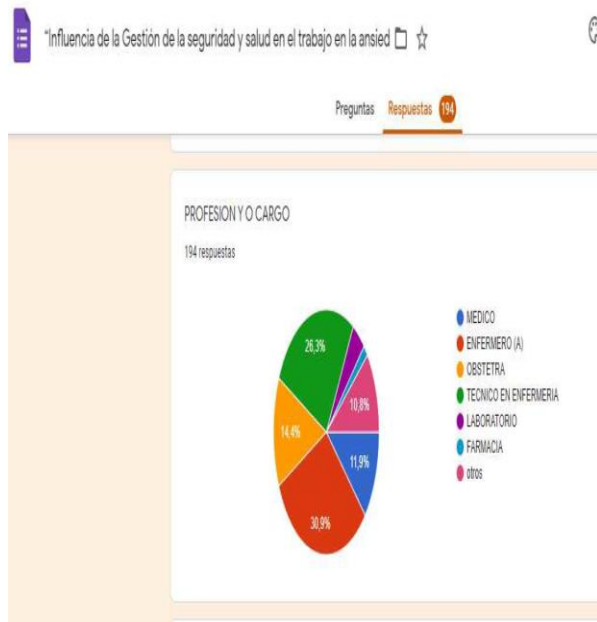 "Influencia de la Gestión de la seguridad y salud en el trabajo en la ansied
Preguntas Respuestas 194
PROFESION Y O CARGO
194 respuestas
26,3%
10,8%
14,4%
11,9%
30,9%
MEDICO
ENFERMERO (A)
OBSTETRA
TECNICO EN ENFERMERIA
LABORATORIO
FARMACIA
otros